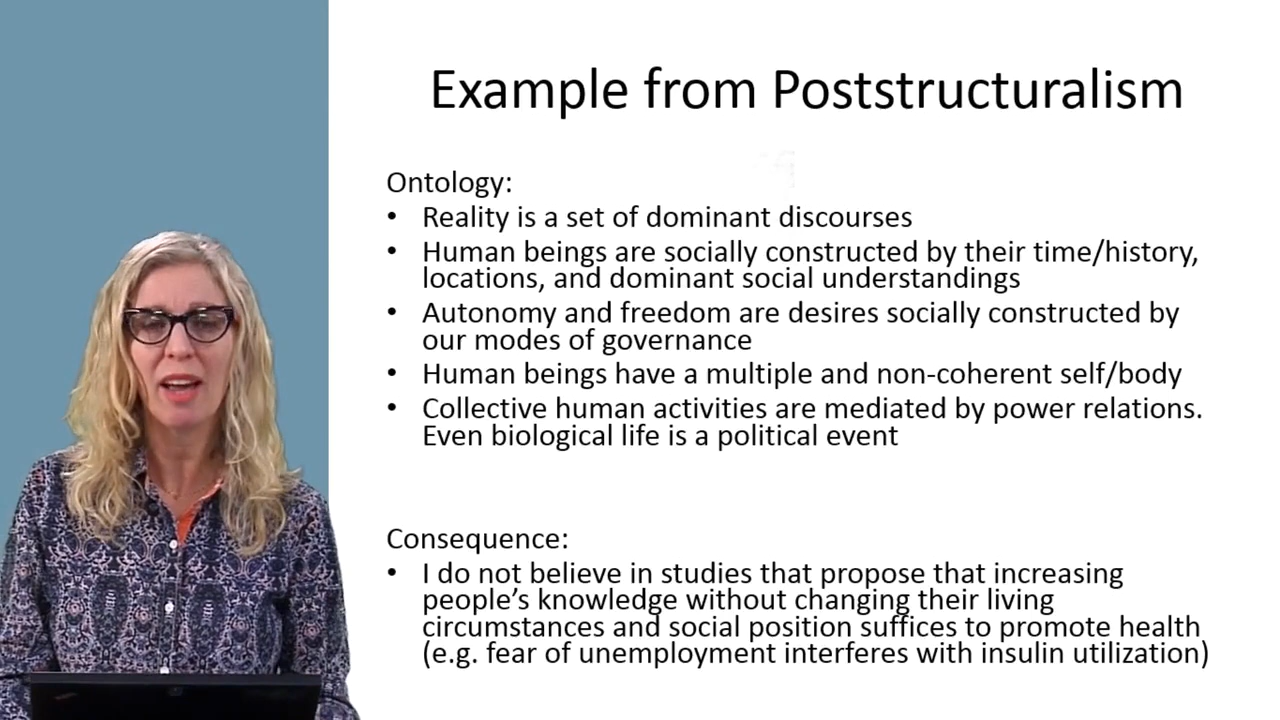 Example from Poststructuralism
Ontology:
• Reality is a set of dominant discourses
• Human beings are socially constructed by their time/history,
locations, and dominant social understandings
• Autonomy and freedom are desires socially constructed by
our modes of governance
• Human beings have a multiple and non-coherent self/body
• Collective human activities are mediated by power relations.
Even biological life is a political event
Consequence:
• I do not believe in studies that propose that increasing
people’s knowledge without changing their living
circumstances and social position suffices to promote health
(e.g. fear of unemployment interferes with insulin utilization)